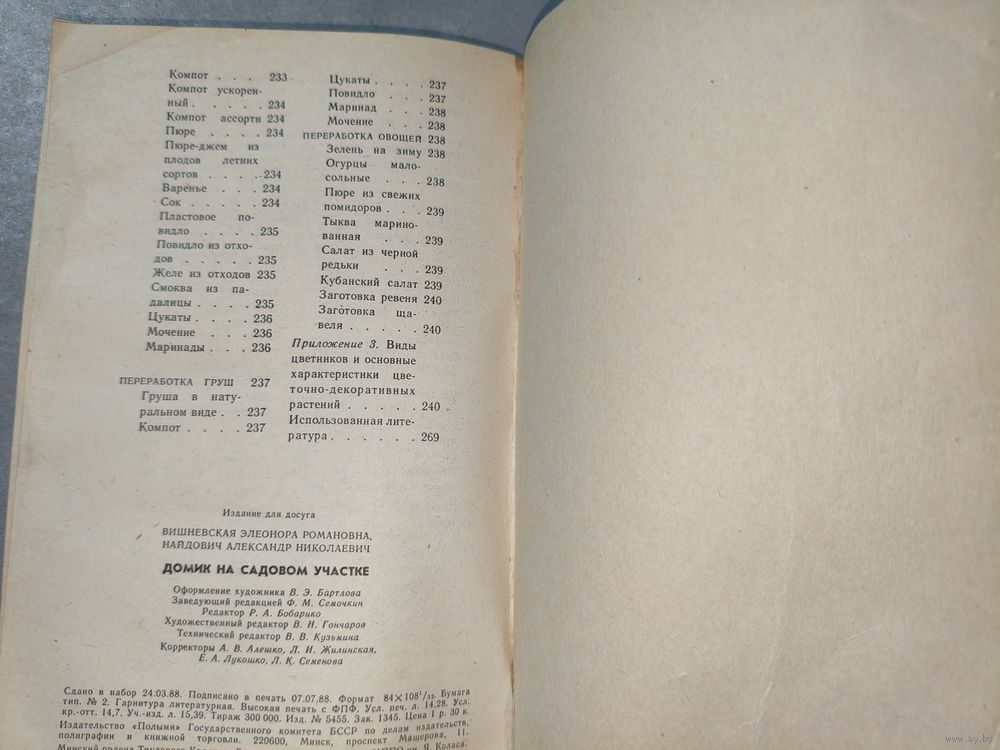 Компот . . . 233
Компот ускорен-
ный . . . . . 234
Компот ассорти 234
Пюре . . . . 234
Пюре-джем из
плодов летних
сортов . . . . 234
Варенье . . . 234
Сок . . . . . 234
Пластовое по-
видло . . . . 235
Повидло из отхо-
дов . . . . . 235
Желе из отходов 235
Смоква из па-
далицы . . . . 235
Цукаты . . . . 236
Мочение . . . 236
Маринады . . . 236
ПЕРЕРАБОТКА ГРУШ 237
Груша в нату-
ральном виде . . 237
Компот . . . . 237
Цукаты . . . . 237
Повидло . . . 237
Маринад . . . 238
Мочение . . . 238
ПЕРЕРАБОТКА ОВОЩЕЙ 238
Зелень на зиму 238
Огурцы мало-
сольные . . . 238
Пюре из свежих
помидоров . . . 239
Тыква марино-
ванная . . . 239
Салат из черной
редьки . . . 239
Кубанский салат 239
Заготовка ревеня 240
Заготовка ща-
веля . . . . . 240
Приложение 3. Виды
цветников и основные
характеристики цве-
точно-декоративных
растений . . . . . 240 .
Использованная лите-
ратура . . . . . . 269
Издание для досуга
ВИШНЕВСКАЯ ЭЛЕОНОРА РОМАНОВНА,
НАЙДОВИЧ АЛЕКСАНДР НИКОЛАЕВИЧ
ДОМИК НА САДОВОМ УЧАСТКЕ
Оформление художника В. Э. Бартлова
Заведующий редакцией Ф. М. Семочкин
Редактор Р. А. Бобарико
Художественный редактор В. Н. Гончаров
Технический редактор В. В. Кузьмина
Корректоры А. В. Алешко, Л. И. Жилинская,
Е. А. Лукошко, Л. К. Семенова
Сдано в набор 24.03.88. Подписано в печать 07.07.88. Формат 84×108¹/₃₂. Бумага
тип. № 2. Гарнитура литературная. Высокая печать с ФПФ. Усл. печ. л. 14,28. Усл.
кр.-отт. 14,7. Уч.-изд. л. 15,39. Тираж 300 000. Изд. № 5455. Зак. 1345. Цена 1 р. 30 к.
Издательство «Полымя» Государственного комитета БССР по делам издательств,
полиграфии и книжной торговли. 220600, Минск, проспект Машерова, 11.
Минский ордена Трудового Я. Коласа.
www.ay.by